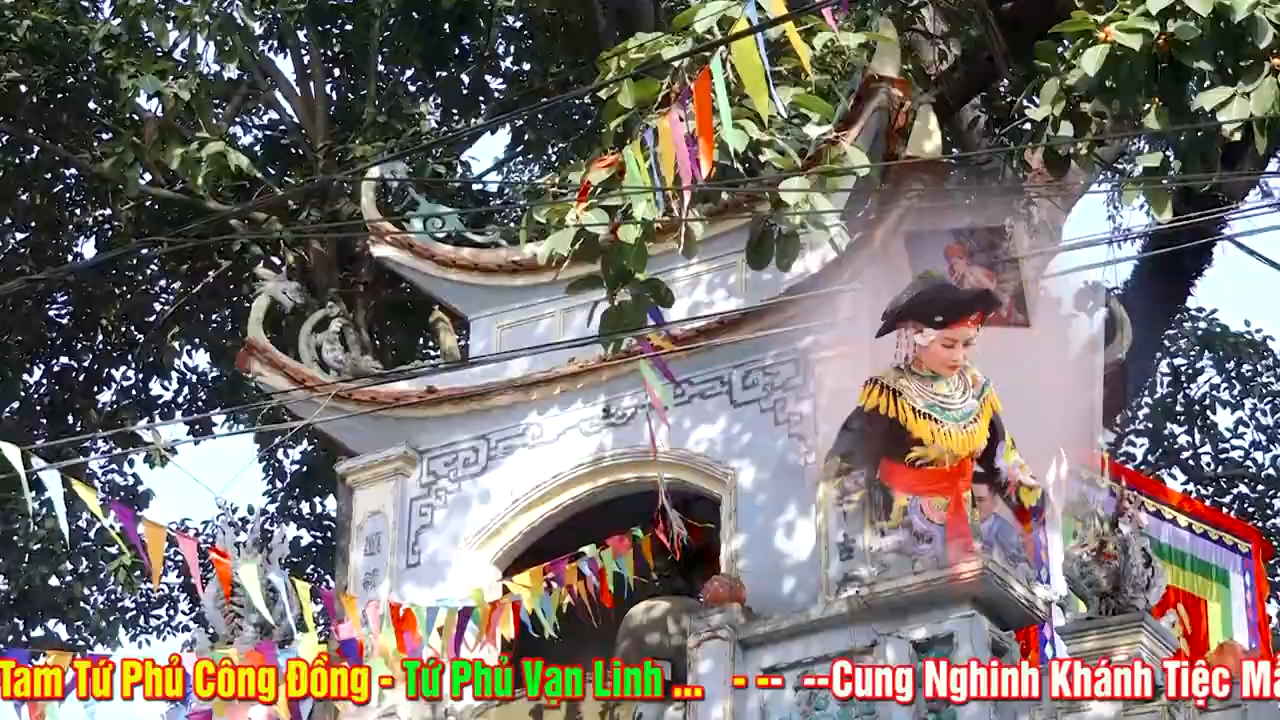 Tam Tứ Phủ Công Đồng - Tứ Phủ Vạn Linh ... - -- --Cung Nghinh Khánh Tiệc